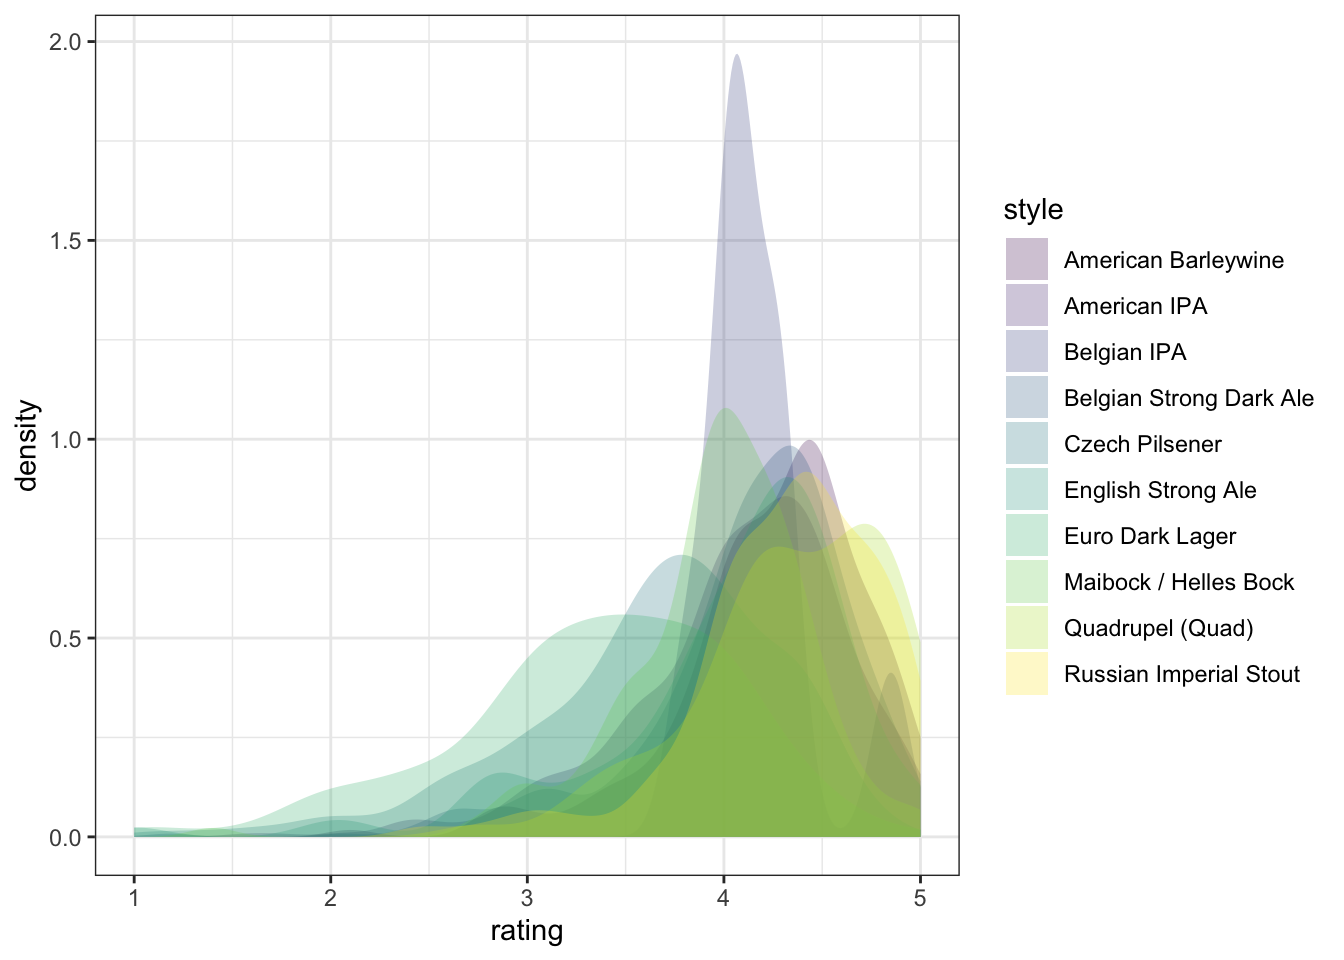 2.0
1.5
1.0
0.5
0.0
density
1 2 3 4 5
rating
style
American Barleywine
American IPA
Belgian IPA
Belgian Strong Dark Ale
Czech Pilsener
English Strong Ale
Euro Dark Lager
Maibock / Helles Bock
Quadrupel (Quad)
Russian Imperial Stout